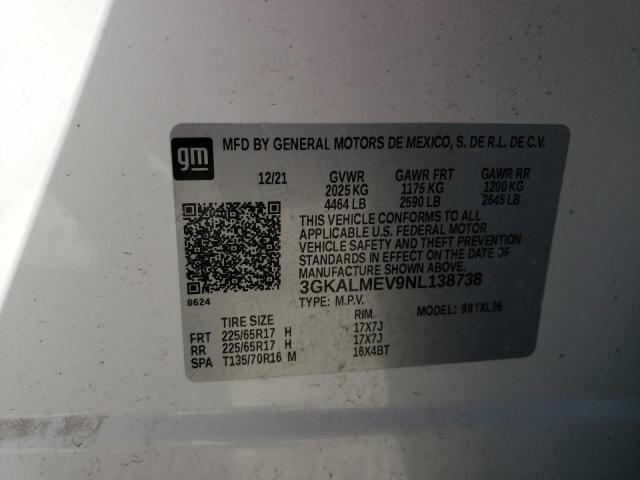 gm
MFD BY GENERAL MOTORS DE MEXICO, S. DE R.L. DE C.V.
12/21 GVWR GAWR FRT GAWR RR
2025 KG 1175 KG 1200 KG
4464 LB 2590 LB 2645 LB
THIS VEHICLE CONFORMS TO ALL
APPLICABLE U.S. FEDERAL MOTOR
VEHICLE SAFETY AND THEFT PREVENTION
STANDARDS IN EFFECT ON THE DATE OF
MANUFACTURE SHOWN ABOVE.
3GKALMEV9NL138738
8624
TYPE: M.P.V. MODEL: 98TXL26
TIRE SIZE RIM
FRT 225/65R17 H 17X7J
RR 225/65R17 H 17X7J
SPA T135/70R16 M 16X4BT